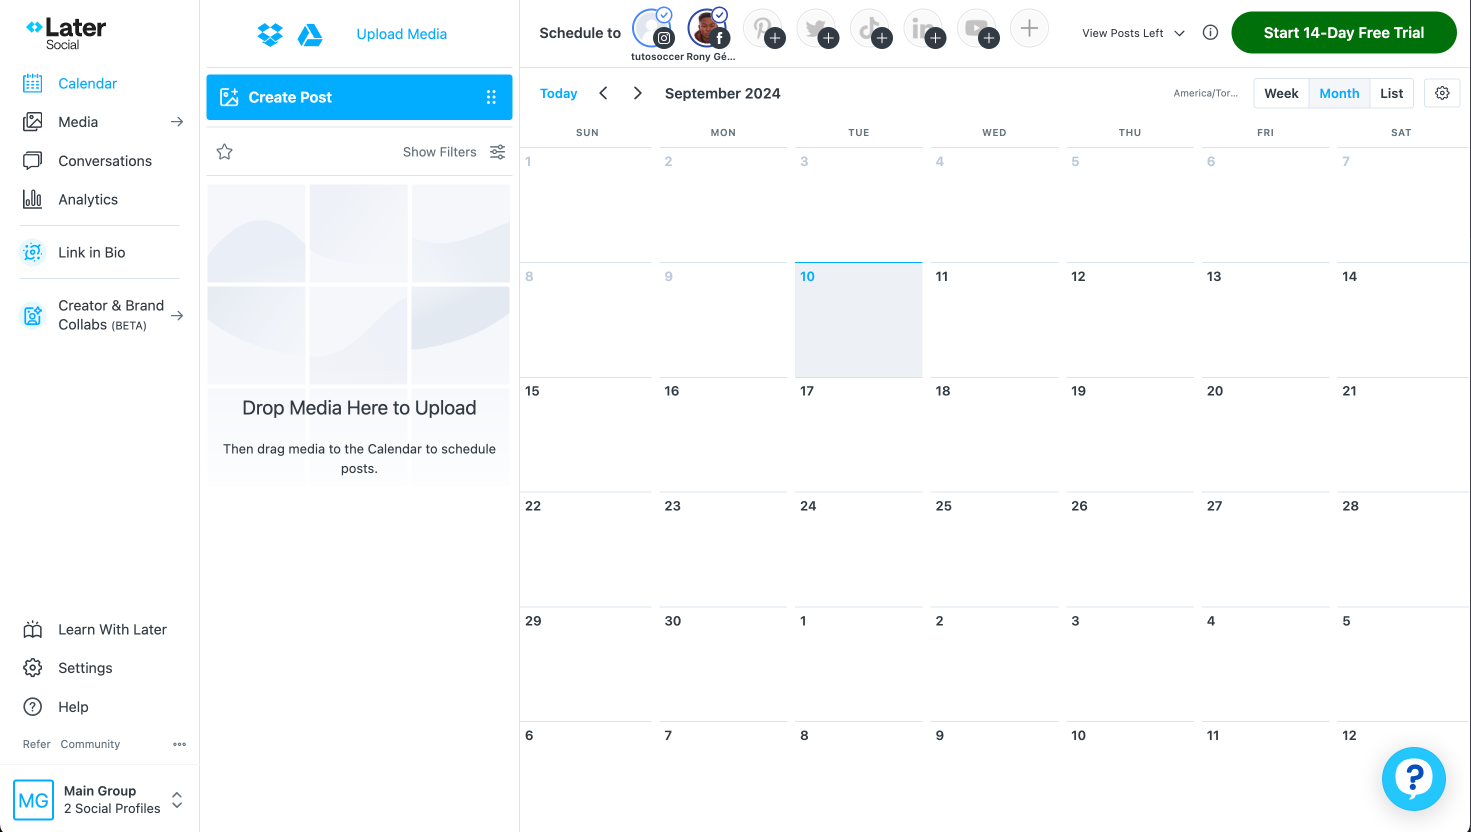 Later
Social
Calendar
Media
Conversations
Analytics
Link in Bio
Creator & Brand
Collabs (BETA)
Learn With Later
Settings
Help
Refer Community
MG
Main Group
2 Social Profiles
Upload Media
Create Post
Show Filters
Drop Media Here to Upload
Then drag media to the Calendar to schedule
posts.
Schedule to
tutosoccer Rony Gé...
View Posts Left
Start 14-Day Free Trial
Today
September 2024
America/Tor...
Week Month List
SUN MON TUE WED THU FRI SAT
1 2 3 4 5 6 7
8 9 10 11 12 13 14
15 16 17 18 19 20 21
22 23 24 25 26 27 28
29 30 1 2 3 4 5
6 7 8 9 10 11 12
?